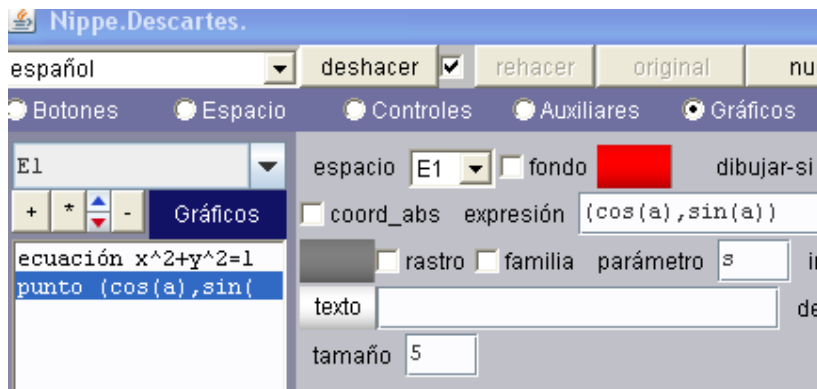 Nippe.Descartes.
español deshacer rehacer original nu
Botones Espacio Controles Auxiliares Gráficos
E1 espacio E1 fondo dibujar-si
+ * - Gráficos coord_abs expresión (cos(a),sin(a))
ecuación x^2+y^2=1 rastro familia parámetro s i
punto (cos(a),sin( texto de
tamaño 5